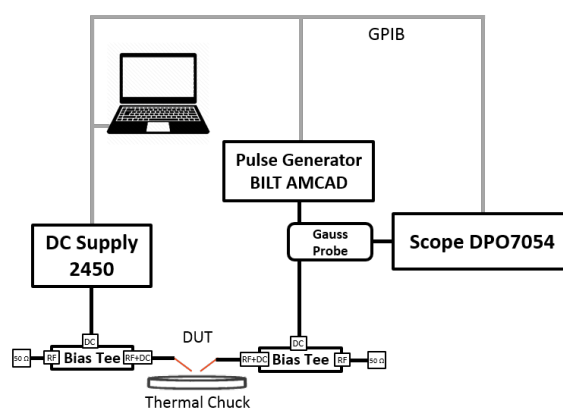 GPIB
Pulse Generator
BILT AMCAD
DC Supply
2450
Gauss
Probe
Scope DPO7054
DC
DC
DUT
50 Ω
RF
Bias Tee
RF+DC
RF+DC
Bias Tee
RF
50 Ω
Thermal Chuck